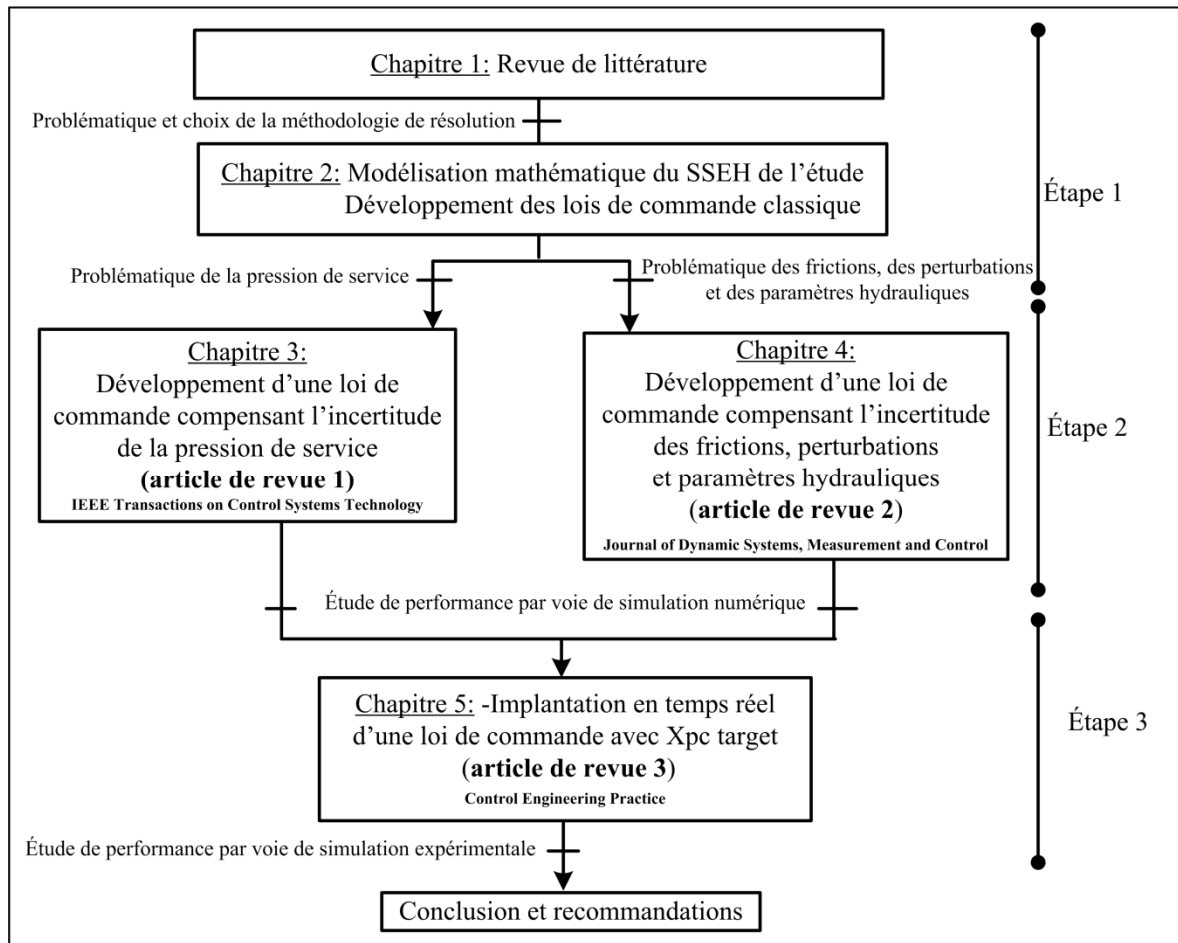 Chapitre 1: Revue de littérature
Problématique et choix de la méthodologie de résolution
Chapitre 2: Modélisation mathématique du SSEH de l’étude
Développement des lois de commande classique
Étape 1
Problématique de la pression de service
Problématique des frictions, des perturbations
et des paramètres hydrauliques
Chapitre 3:
Développement d’une loi de
commande compensant l’incertitude
de la pression de service
(article de revue 1)
IEEE Transactions on Control Systems Technology
Chapitre 4:
Développement d’une loi de
commande compensant l’incertitude
des frictions, perturbations
et paramètres hydrauliques
(article de revue 2)
Journal of Dynamic Systems, Measurement and Control
Étape 2
Étude de performance par voie de simulation numérique
Chapitre 5: -Implantation en temps réel
d’une loi de commande avec Xpc target
(article de revue 3)
Control Engineering Practice
Étape 3
Étude de performance par voie de simulation expérimentale
Conclusion et recommandations